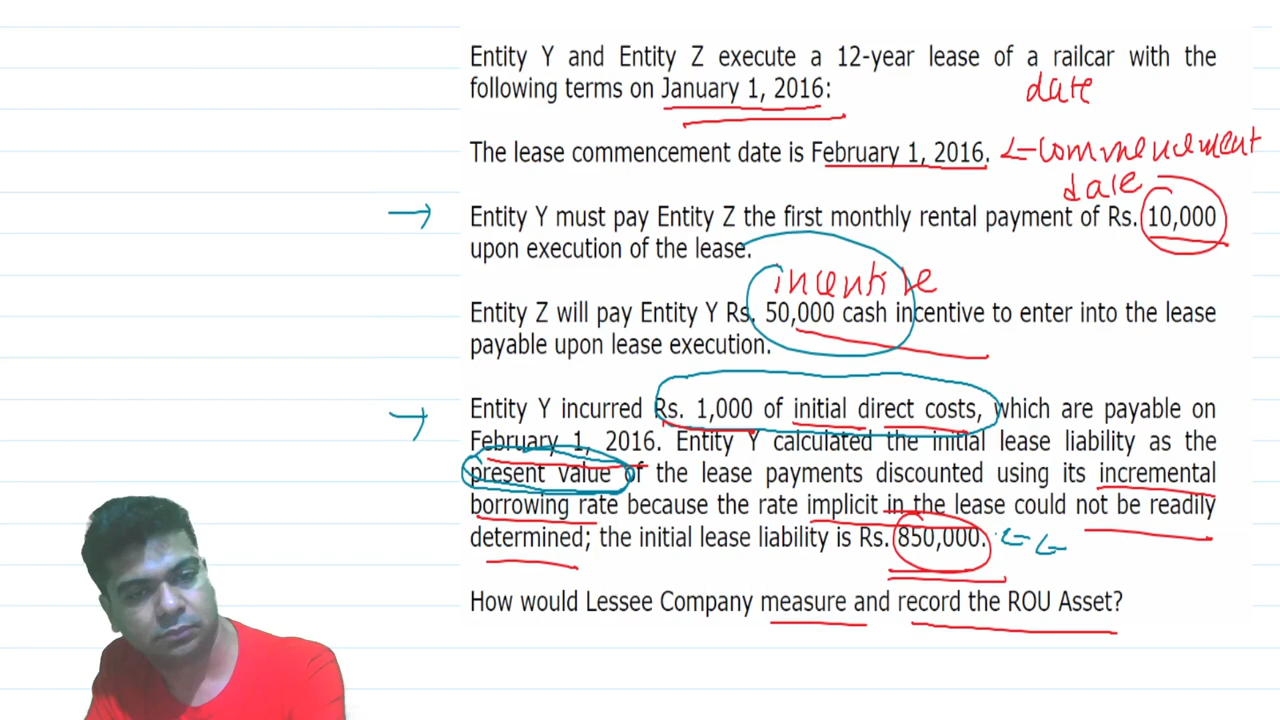 Entity Y and Entity Z execute a 12-year lease of a railcar with the
following terms on January 1, 2016:
date
The lease commencement date is February 1, 2016. <-commencement
date
Entity Y must pay Entity Z the first monthly rental payment of Rs. 10,000
upon execution of the lease.
incentive
Entity Z will pay Entity Y Rs. 50,000 cash incentive to enter into the lease
payable upon lease execution.
Entity Y incurred Rs. 1,000 of initial direct costs, which are payable on
February 1, 2016. Entity Y calculated the initial lease liability as the
present value of the lease payments discounted using its incremental
borrowing rate because the rate implicit in the lease could not be readily
determined; the initial lease liability is Rs. 850,000.
How would Lessee Company measure and record the ROU Asset?